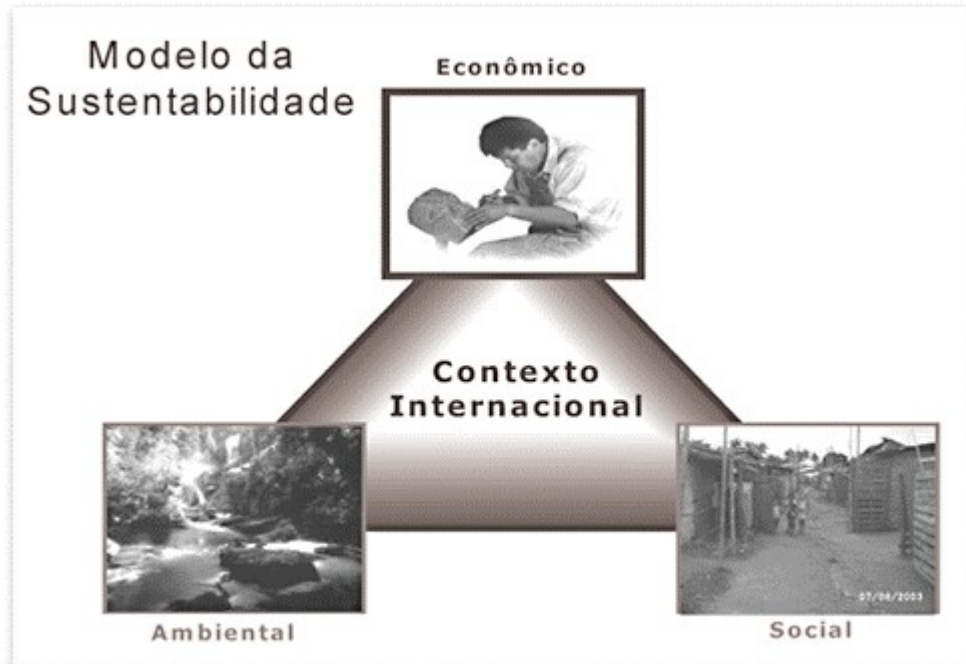 Modelo da
Sustentabilidade
Econômico
Contexto
Internacional
07/06/2003
Ambiental
Social